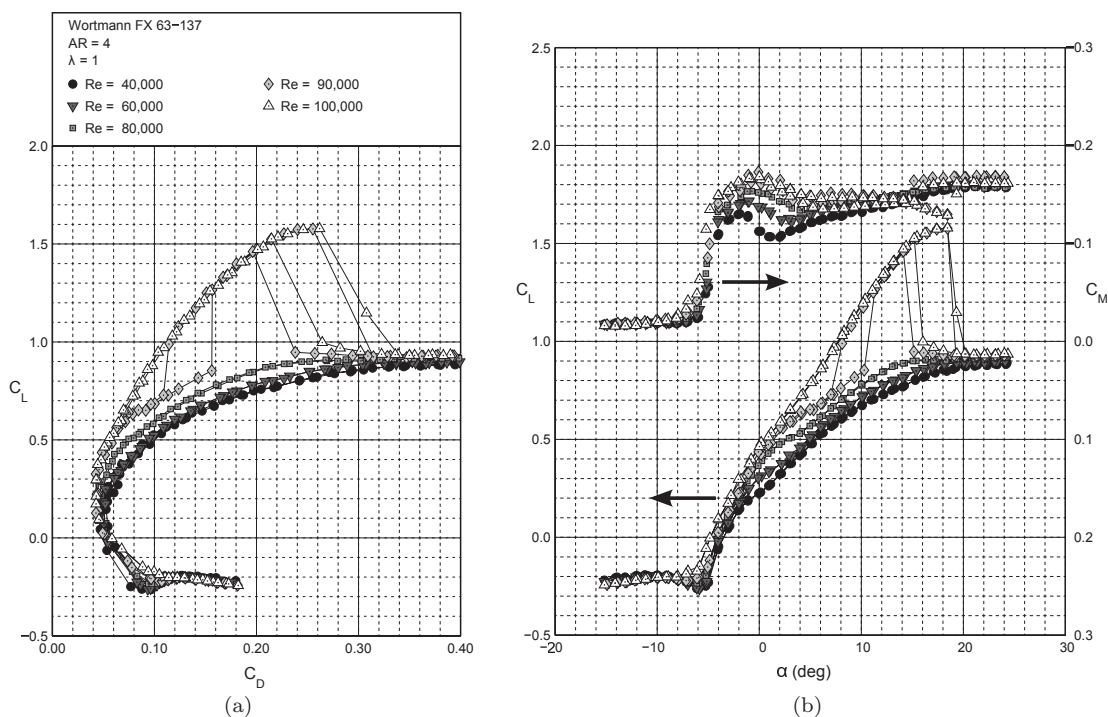 Wortmann FX 63−137
AR = 4
λ = 1
Re = 40,000
Re = 60,000
Re = 80,000
Re = 90,000
Re = 100,000
2.0
1.5
1.0
C_L
0.5
0.0
−0.5
0.00 0.10 0.20 0.30 0.40
C_D
(a)
2.5
2.0
1.5
C_L
1.0
0.5
0.0
−0.5
−0.3
−0.2
−0.1
C_M
0.0
0.1
0.2
0.3
−20 −10 0 10 20 30
α (deg)
(b)